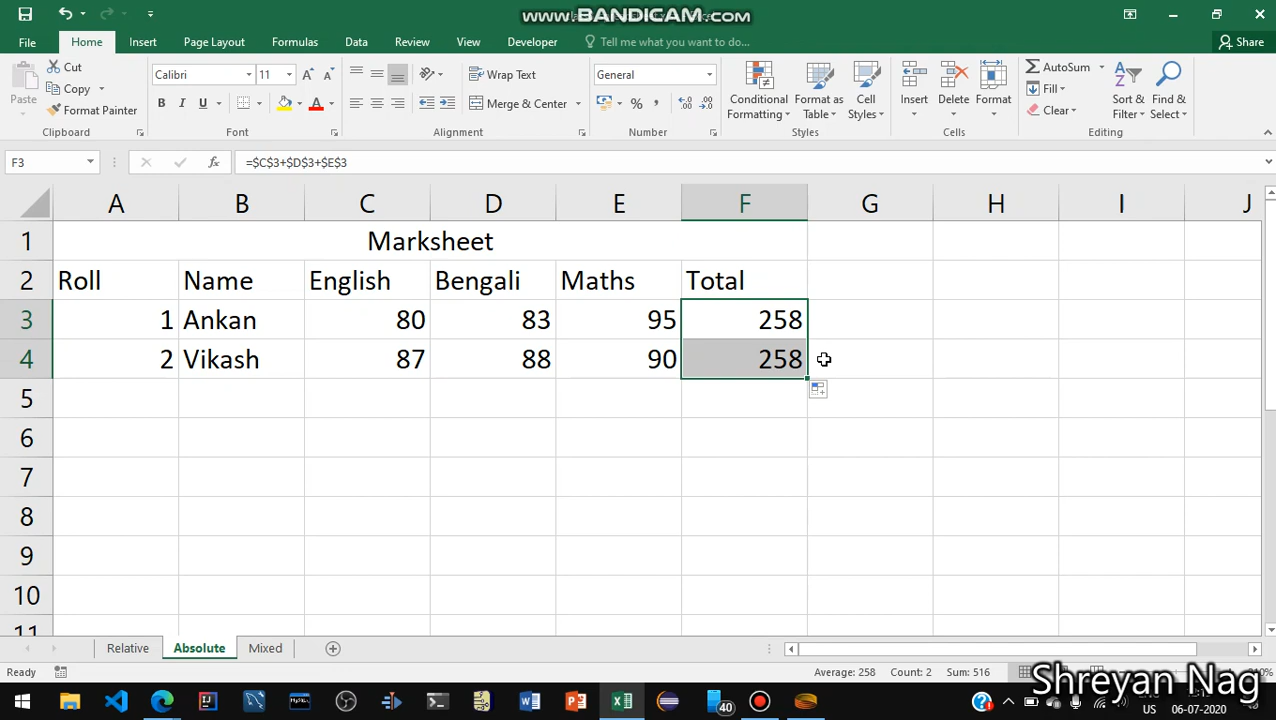 www.BANDICAM.com
File Home Insert Page Layout Formulas Data Review View Developer Tell me what you want to do... Share
Paste Cut Copy Format Painter Clipboard
Calibri 11 B I U A Font
Wrap Text Merge & Center Alignment
General % Number
Conditional Formatting Format as Table Cell Styles Styles
Insert Delete Format Cells
AutoSum Fill Clear Sort & Filter Find & Select Editing
F3 fx =$C$3+$D$3+$E$3
A B C D E F G H I J
1 Marksheet
2 Roll Name English Bengali Maths Total
3 1 Ankan 80 83 95 258
4 2 Vikash 87 88 90 258
5
6
7
8
9
10
11
Relative Absolute Mixed
Ready Average: 258 Count: 2 Sum: 516
Shreyan Nag
40
US 06-07-2020